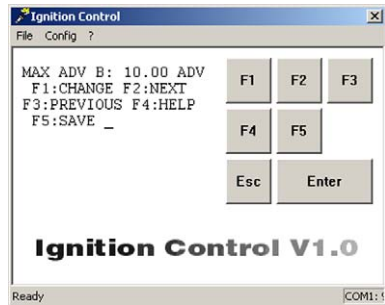 Ignition Control
File Config ?
MAX ADV B: 10.00 ADV
F1:CHANGE F2:NEXT
F3:PREVIOUS F4:HELP
F5:SAVE _
F1 F2 F3
F4 F5
Esc Enter
Ignition Control V1.0
Ready COM1: